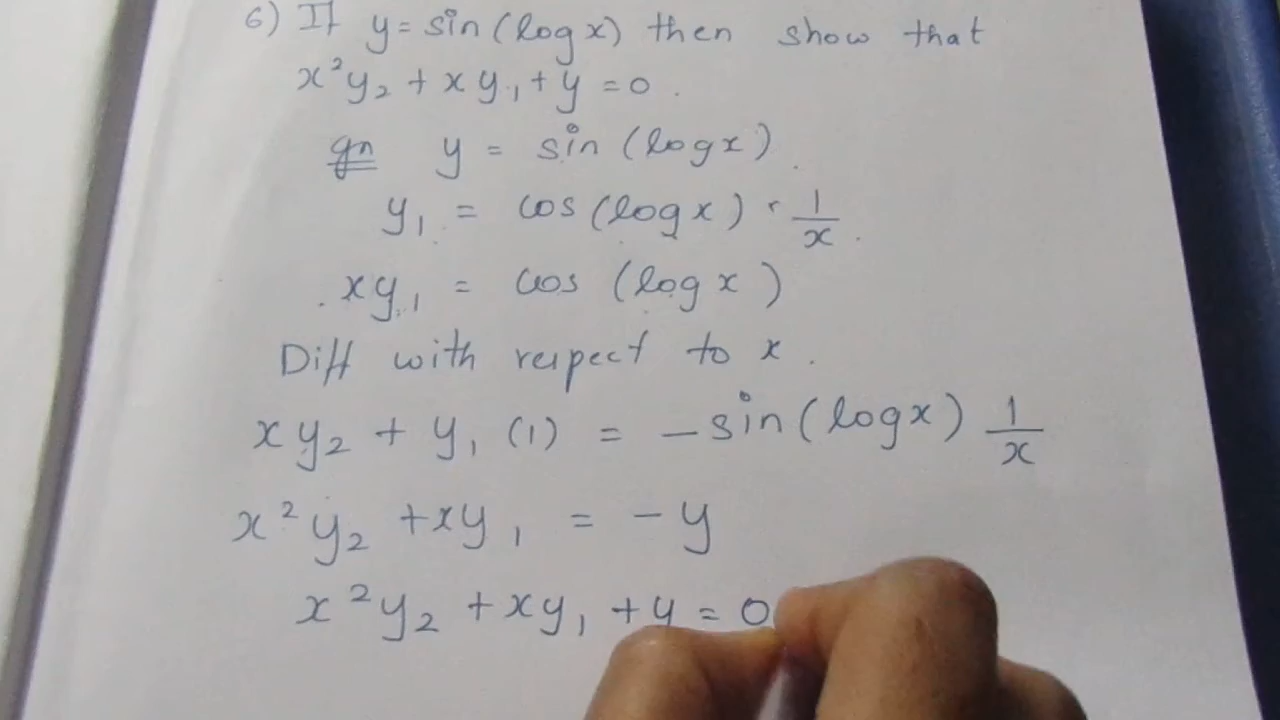 6) If y = sin (log x) then show that
x²y₂ + xy₁ + y = 0.
gn y = sin (log x).
y₁ = cos (log x) · 1/x.
xy₁ = cos (log x)
Diff with respect to x.
xy₂ + y₁ (1) = - sin (log x) 1/x
x²y₂ + xy₁ = - y
x²y₂ + xy₁ + y = 0